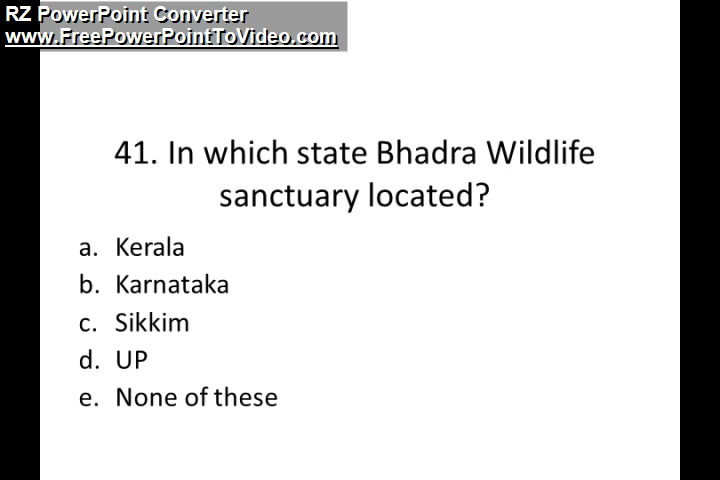 RZ PowerPoint Converter
www.FreePowerPointToVideo.com
41. In which state Bhadra Wildlife
sanctuary located?
a. Kerala
b. Karnataka
c. Sikkim
d. UP
e. None of these